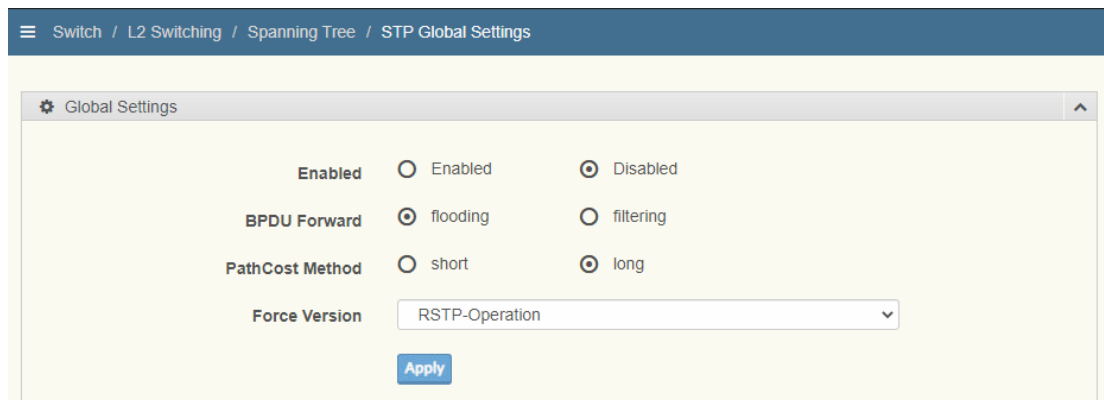 Switch / L2 Switching / Spanning Tree / STP Global Settings
Global Settings
Enabled Enabled Disabled
BPDU Forward flooding filtering
PathCost Method short long
Force Version RSTP-Operation
Apply